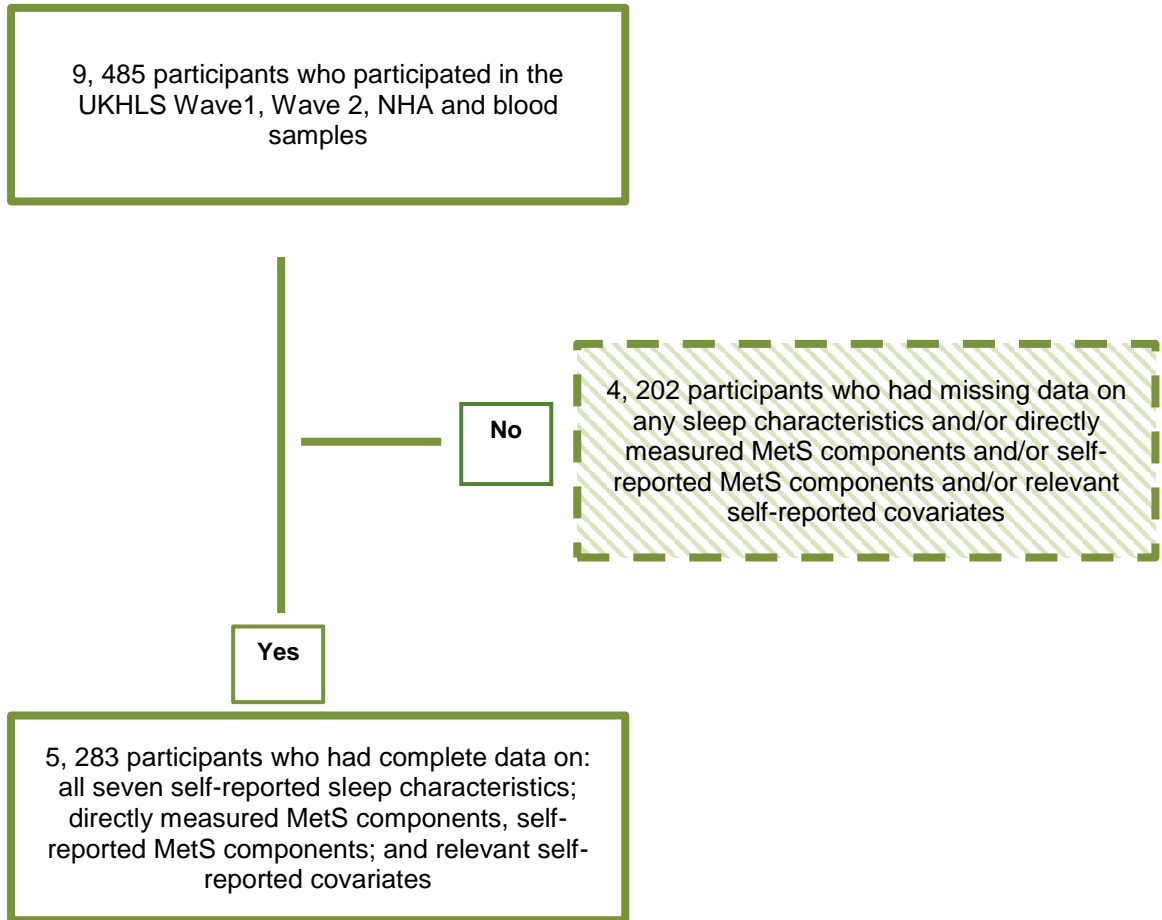 9, 485 participants who participated in the
UKHLS Wave1, Wave 2, NHA and blood
samples
No
4, 202 participants who had missing data on
any sleep characteristics and/or directly
measured MetS components and/or self-
reported MetS components and/or relevant
self-reported covariates
Yes
5, 283 participants who had complete data on:
all seven self-reported sleep characteristics;
directly measured MetS components, self-
reported MetS components; and relevant self-
reported covariates